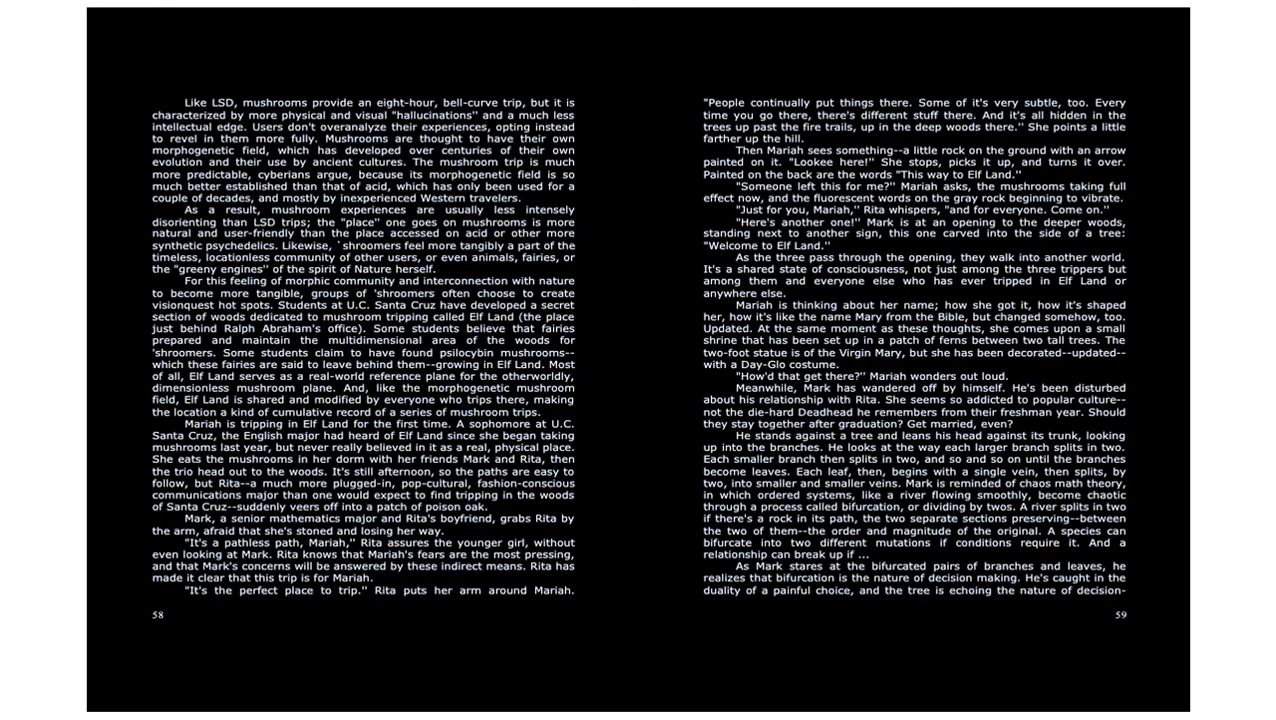 Like LSD, mushrooms provide an eight-hour, bell-curve trip, but it is
characterized by more physical and visual "hallucinations" and a much less
intellectual edge. Users don't overanalyze their experiences, opting instead
to revel in them more fully. Mushrooms are thought to have their own
morphogenetic field, which has developed over centuries of their own
evolution and their use by ancient cultures. The mushroom trip is much
more predictable, cyberians argue, because its morphogenetic field is so
much better established than that of acid, which has only been used for a
couple of decades, and mostly by inexperienced Western travelers.
As a result, mushroom experiences are usually less intensely
disorienting than LSD trips; the "place" one goes on mushrooms is more
natural and user-friendly than the place accessed on acid or other more
synthetic psychedelics. Likewise, `shroomers feel more tangibly a part of the
timeless, locationless community of other users, or even animals, fairies, or
the "greeny engines" of the spirit of Nature herself.
For this feeling of morphic community and interconnection with nature
to become more tangible, groups of 'shroomers often choose to create
visionquest hot spots. Students at U.C. Santa Cruz have developed a secret
section of woods dedicated to mushroom tripping called Elf Land (the place
just behind Ralph Abraham's office). Some students believe that fairies
prepared and maintain the multidimensional area of the woods for
'shroomers. Some students claim to have found psilocybin mushrooms--
which these fairies are said to leave behind them--growing in Elf Land. Most
of all, Elf Land serves as a real-world reference plane for the otherworldly,
dimensionless mushroom plane. And, like the morphogenetic mushroom
field, Elf Land is shared and modified by everyone who trips there, making
the location a kind of cumulative record of a series of mushroom trips.
Mariah is tripping in Elf Land for the first time. A sophomore at U.C.
Santa Cruz, the English major had heard of Elf Land since she began taking
mushrooms last year, but never really believed in it as a real, physical place.
She eats the mushrooms in her dorm with her friends Mark and Rita, then
the trio head out to the woods. It's still afternoon, so the paths are easy to
follow, but Rita--a much more plugged-in, pop-cultural, fashion-conscious
communications major than one would expect to find tripping in the woods
of Santa Cruz--suddenly veers off into a patch of poison oak.
Mark, a senior mathematics major and Rita's boyfriend, grabs Rita by
the arm, afraid that she's stoned and losing her way.
"It's a pathless path, Mariah," Rita assures the younger girl, without
even looking at Mark. Rita knows that Mariah's fears are the most pressing,
and that Mark's concerns will be answered by these indirect means. Rita has
made it clear that this trip is for Mariah.
"It's the perfect place to trip." Rita puts her arm around Mariah.
58
"People continually put things there. Some of it's very subtle, too. Every
time you go there, there's different stuff there. And it's all hidden in the
trees up past the fire trails, up in the deep woods there." She points a little
farther up the hill.
Then Mariah sees something--a little rock on the ground with an arrow
painted on it. "Lookee here!" She stops, picks it up, and turns it over.
Painted on the back are the words "This way to Elf Land."
"Someone left this for me?" Mariah asks, the mushrooms taking full
effect now, and the fluorescent words on the gray rock beginning to vibrate.
"Just for you, Mariah," Rita whispers, "and for everyone. Come on."
"Here's another one!" Mark is at an opening to the deeper woods,
standing next to another sign, this one carved into the side of a tree:
"Welcome to Elf Land."
As the three pass through the opening, they walk into another world.
It's a shared state of consciousness, not just among the three trippers but
among them and everyone else who has ever tripped in Elf Land or
anywhere else.
Mariah is thinking about her name; how she got it, how it's shaped
her, how it's like the name Mary from the Bible, but changed somehow, too.
Updated. At the same moment as these thoughts, she comes upon a small
shrine that has been set up in a patch of ferns between two tall trees. The
two-foot statue is of the Virgin Mary, but she has been decorated--updated--
with a Day-Glo costume.
"How'd that get there?" Mariah wonders out loud.
Meanwhile, Mark has wandered off by himself. He's been disturbed
about his relationship with Rita. She seems so addicted to popular culture--
not the die-hard Deadhead he remembers from their freshman year. Should
they stay together after graduation? Get married, even?
He stands against a tree and leans his head against its trunk, looking
up into the branches. He looks at the way each larger branch splits in two.
Each smaller branch then splits in two, and so and so on until the branches
become leaves. Each leaf, then, begins with a single vein, then splits, by
two, into smaller and smaller veins. Mark is reminded of chaos math theory,
in which ordered systems, like a river flowing smoothly, become chaotic
through a process called bifurcation, or dividing by twos. A river splits in two
if there's a rock in its path, the two separate sections preserving--between
the two of them--the order and magnitude of the original. A species can
bifurcate into two different mutations if conditions require it. And a
relationship can break up if ...
As Mark stares at the bifurcated pairs of branches and leaves, he
realizes that bifurcation is the nature of decision making. He's caught in the
duality of a painful choice, and the tree is echoing the nature of decision-
59